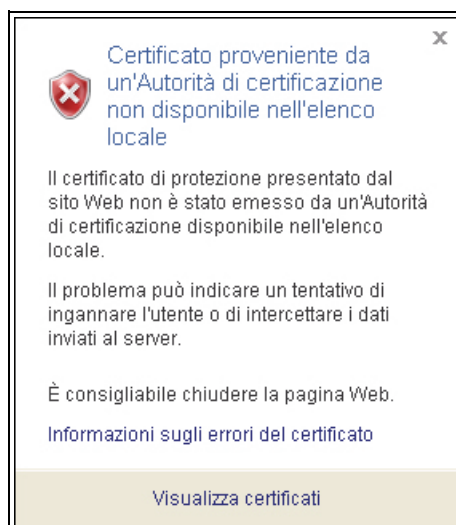 Certificato proveniente da
un'Autorità di certificazione
non disponibile nell'elenco
locale
Il certificato di protezione presentato dal
sito Web non è stato emesso da un'Autorità
di certificazione disponibile nell'elenco
locale.
Il problema può indicare un tentativo di
ingannare l'utente o di intercettare i dati
inviati al server.
È consigliabile chiudere la pagina Web.
Informazioni sugli errori del certificato
Visualizza certificati